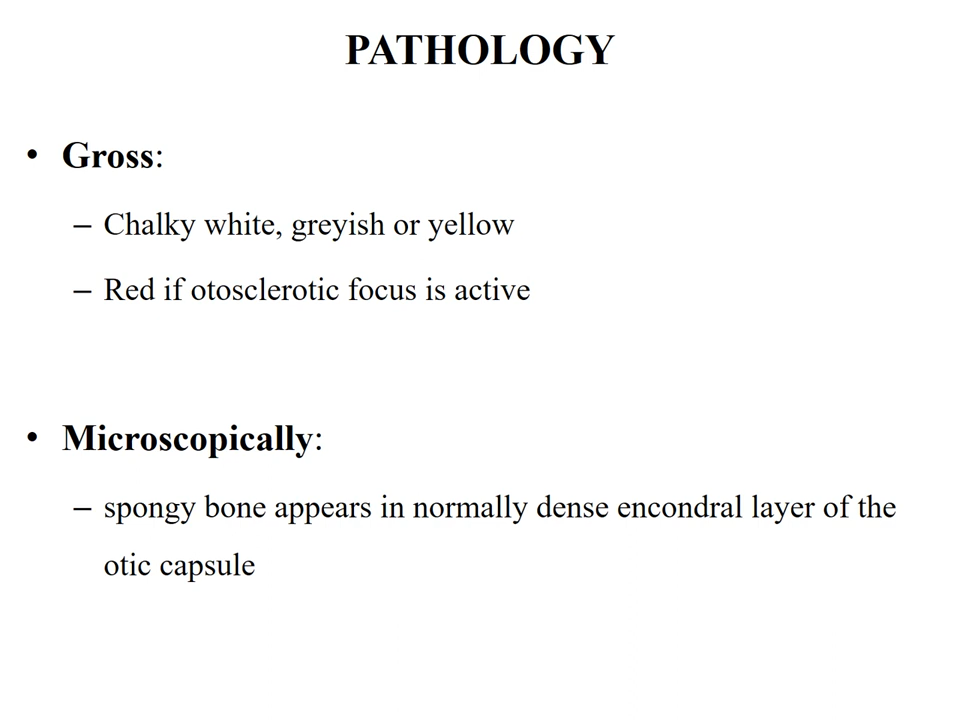 PATHOLOGY
• Gross:
– Chalky white, greyish or yellow
– Red if otosclerotic focus is active
• Microscopically:
– spongy bone appears in normally dense encondral layer of the
otic capsule